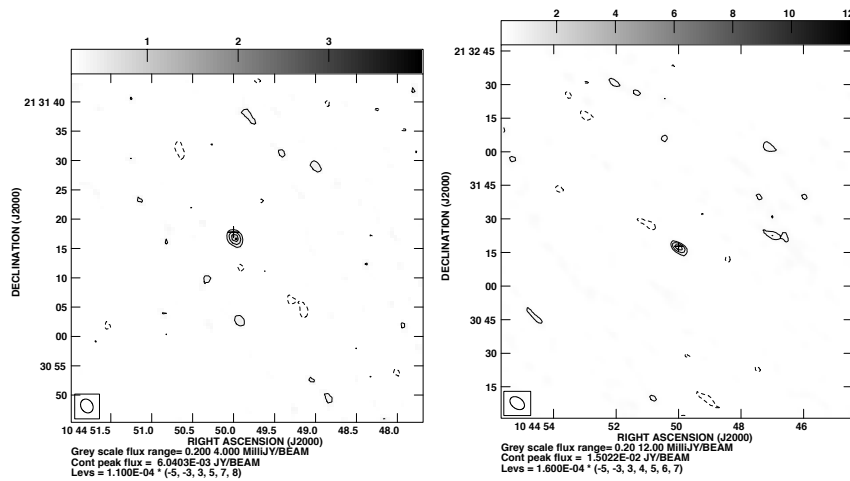 1 2 3
21 31 40
35
30
25
20
15
10
05
00
30 55
50
DECLINATION (J2000)
10 44 51.5 51.0 50.5 50.0 49.5 49.0 48.5 48.0
RIGHT ASCENSION (J2000)
Grey scale flux range= 0.200 4.000 MilliJY/BEAM
Cont peak flux = 6.0403E-03 JY/BEAM
Levs = 1.100E-04 * (-5, -3, 3, 5, 7, 8)
2 4 6 8 10 12
21 32 45
30
15
00
31 45
30
15
00
30 45
30
15
DECLINATION (J2000)
10 44 54 52 50 48 46
RIGHT ASCENSION (J2000)
Grey scale flux range= 0.20 12.00 MilliJY/BEAM
Cont peak flux = 1.5022E-02 JY/BEAM
Levs = 1.600E-04 * (-5, -3, 3, 4, 5, 6, 7)